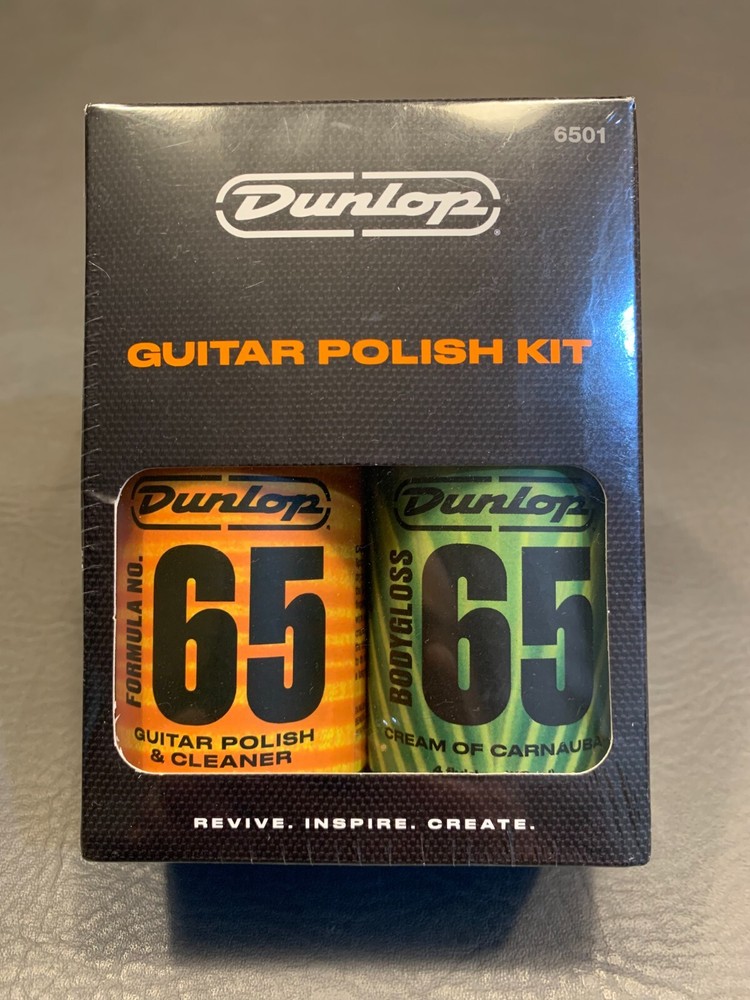 6501
Dunlop
GUITAR POLISH KIT
Dunlop
FORMULA NO.
65
GUITAR POLISH
& CLEANER
Dunlop
BODYGLOSS
65
CREAM OF CARNAUBA
REVIVE. INSPIRE. CREATE.